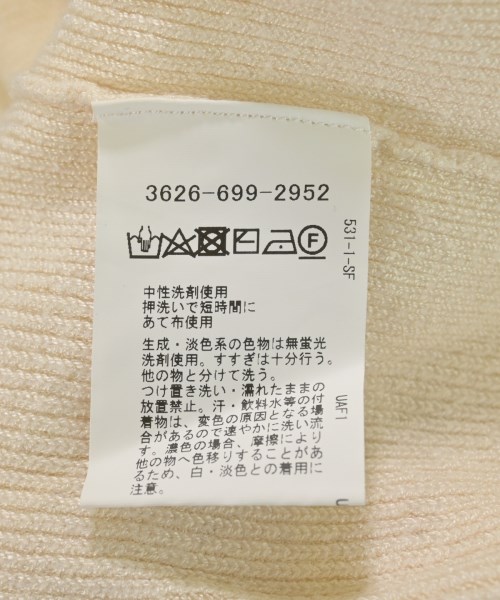 3626-699-2952
F
中性洗剤使用
押洗いで短時間に
あて布使用
生成・淡色系の色物は無蛍光
洗剤使用。すすぎは十分行う。
他の物と分けて洗う。
つけ置き洗い・濡れたままの
放置禁止。汗・飲料水等の付
着物は、変色の原因となる場
合があるので速やかに洗い流
す。濃色の場合、摩擦により
他の物へ色移りすることがあ
るため、白・淡色との着用に
注意。
531-1-SF
UAF1